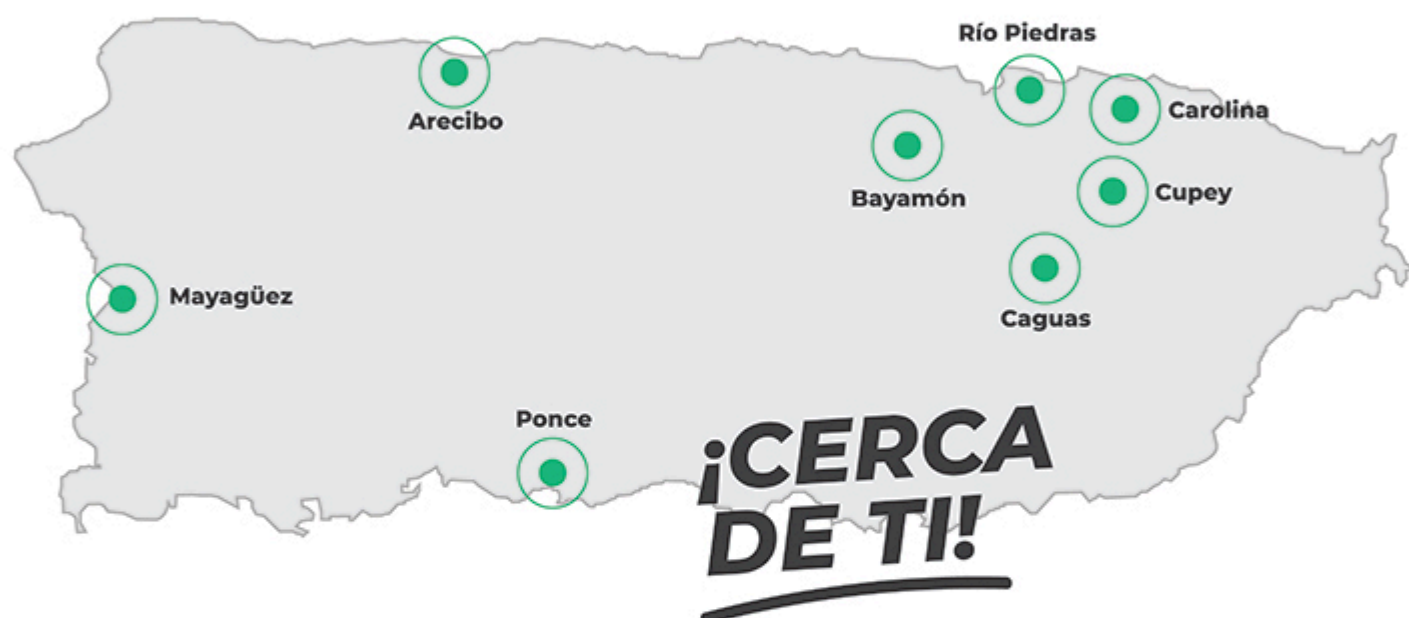 Río Piedras
Carolina
Arecibo
Bayamón
Cupey
Mayagüez
Caguas
Ponce
¡CERCA
DE TI!